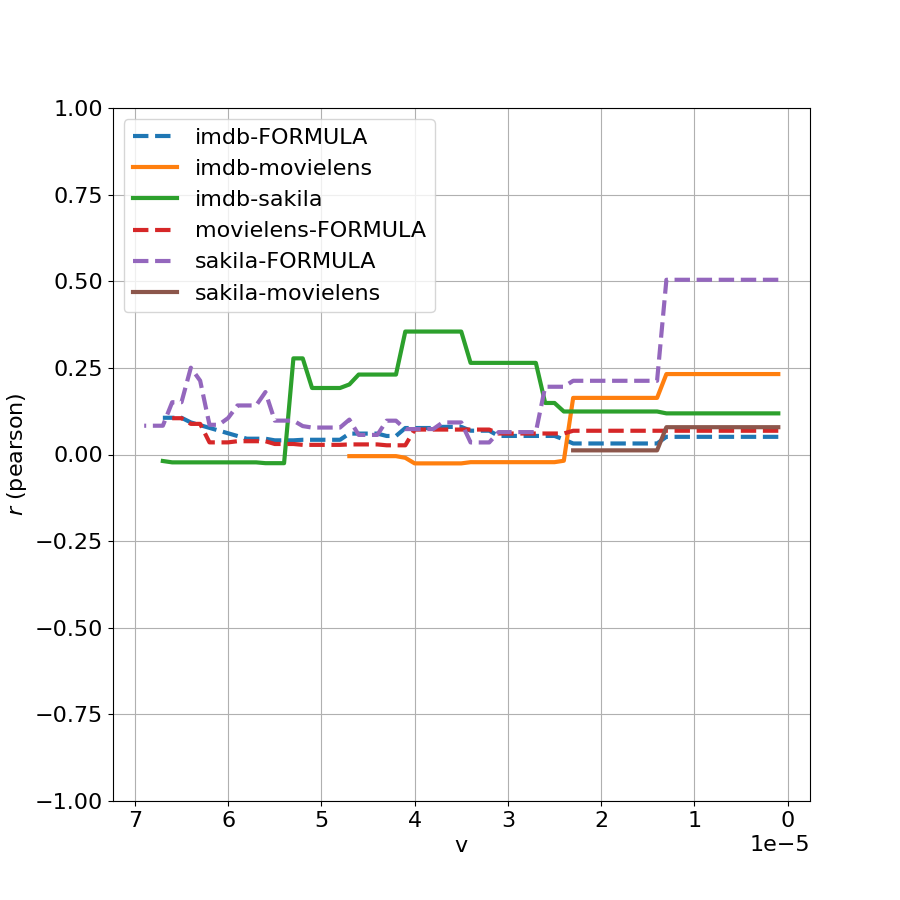 1.00
0.75
0.50
0.25
0.00
−0.25
−0.50
−0.75
−1.00
r (pearson)
imdb-FORMULA
imdb-movielens
imdb-sakila
movielens-FORMULA
sakila-FORMULA
sakila-movielens
7 6 5 4 3 2 1 0
v
1e−5